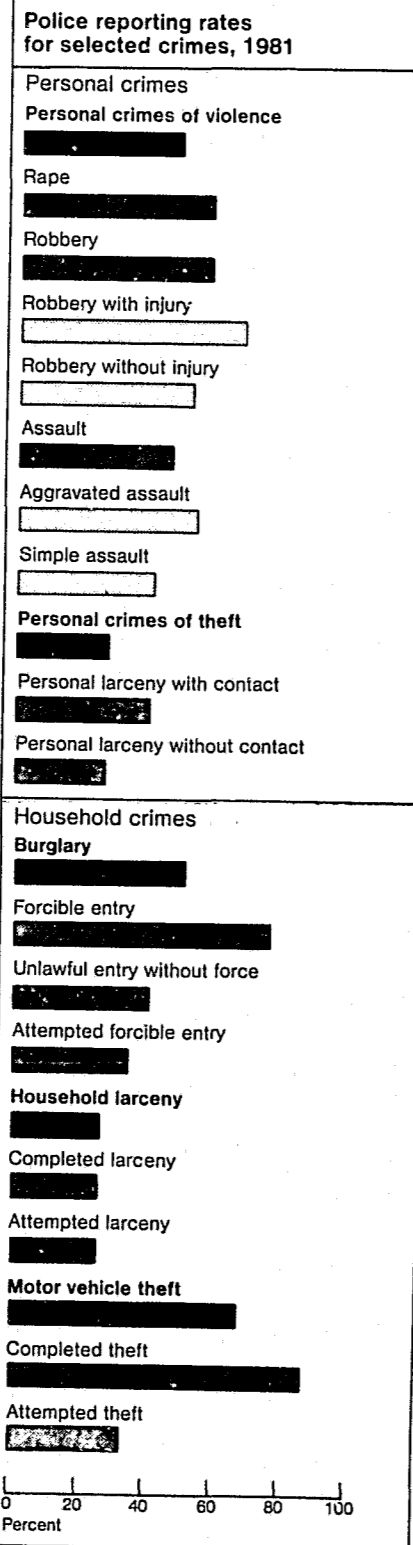 Police reporting rates
for selected crimes, 1981
Personal crimes
Personal crimes of violence
Rape
Robbery
Robbery with injury
Robbery without injury
Assault
Aggravated assault
Simple assault
Personal crimes of theft
Personal larceny with contact
Personal larceny without contact
Household crimes
Burglary
Forcible entry
Unlawful entry without force
Attempted forcible entry
Household larceny
Completed larceny
Attempted larceny
Motor vehicle theft
Completed theft
Attempted theft
0 20 40 60 80 100
Percent